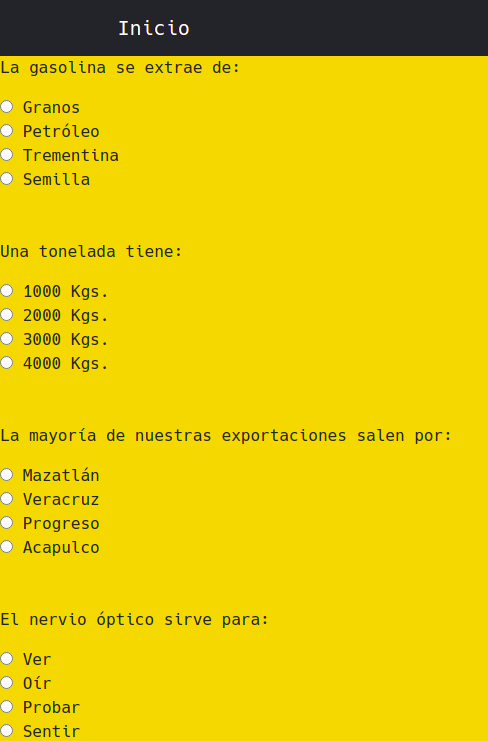 Inicio
La gasolina se extrae de:
Granos
Petróleo
Trementina
Semilla
Una tonelada tiene:
1000 Kgs.
2000 Kgs.
3000 Kgs.
4000 Kgs.
La mayoría de nuestras exportaciones salen por:
Mazatlán
Veracruz
Progreso
Acapulco
El nervio óptico sirve para:
Ver
Oír
Probar
Sentir